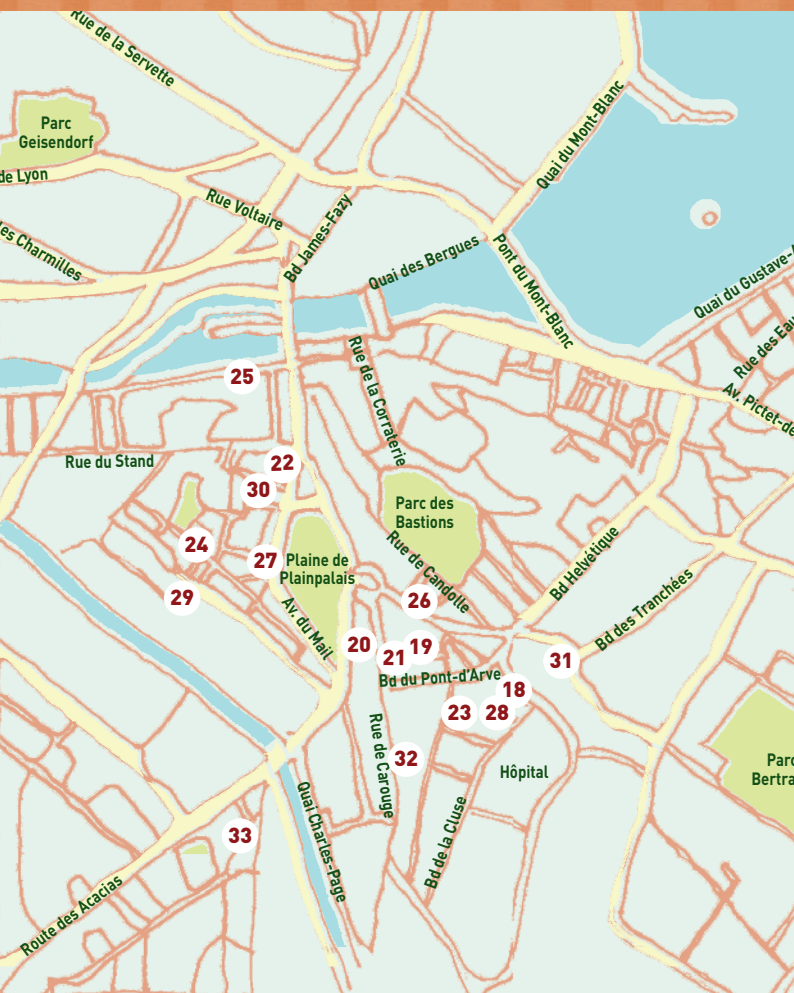 Rue de la Servette
Parc
Geisendorf
de Lyon
Rue Voltaire
Bd James-Fazy
Quai du Mont-Blanc
es Charmilles
Quai des Bergues
Pont du Mont-Blanc
Quai du Gustave-A
Rue des Eau
Av. Pictet-de
Rue de la Corraterie
25
Rue du Stand
22
30
Parc des
Bastions
24
27
Plaine de
Plainpalais
Rue de Candolle
Bd Helvétique
29
26
Bd des Tranchées
Av. du Mail
20
21
19
31
Bd du Pont-d'Arve
18
23
28
Rue de Carouge
32
Hôpital
Parc
Bertra
Quai Charles-Page
Bd de la Cluse
33
Route des Acacias